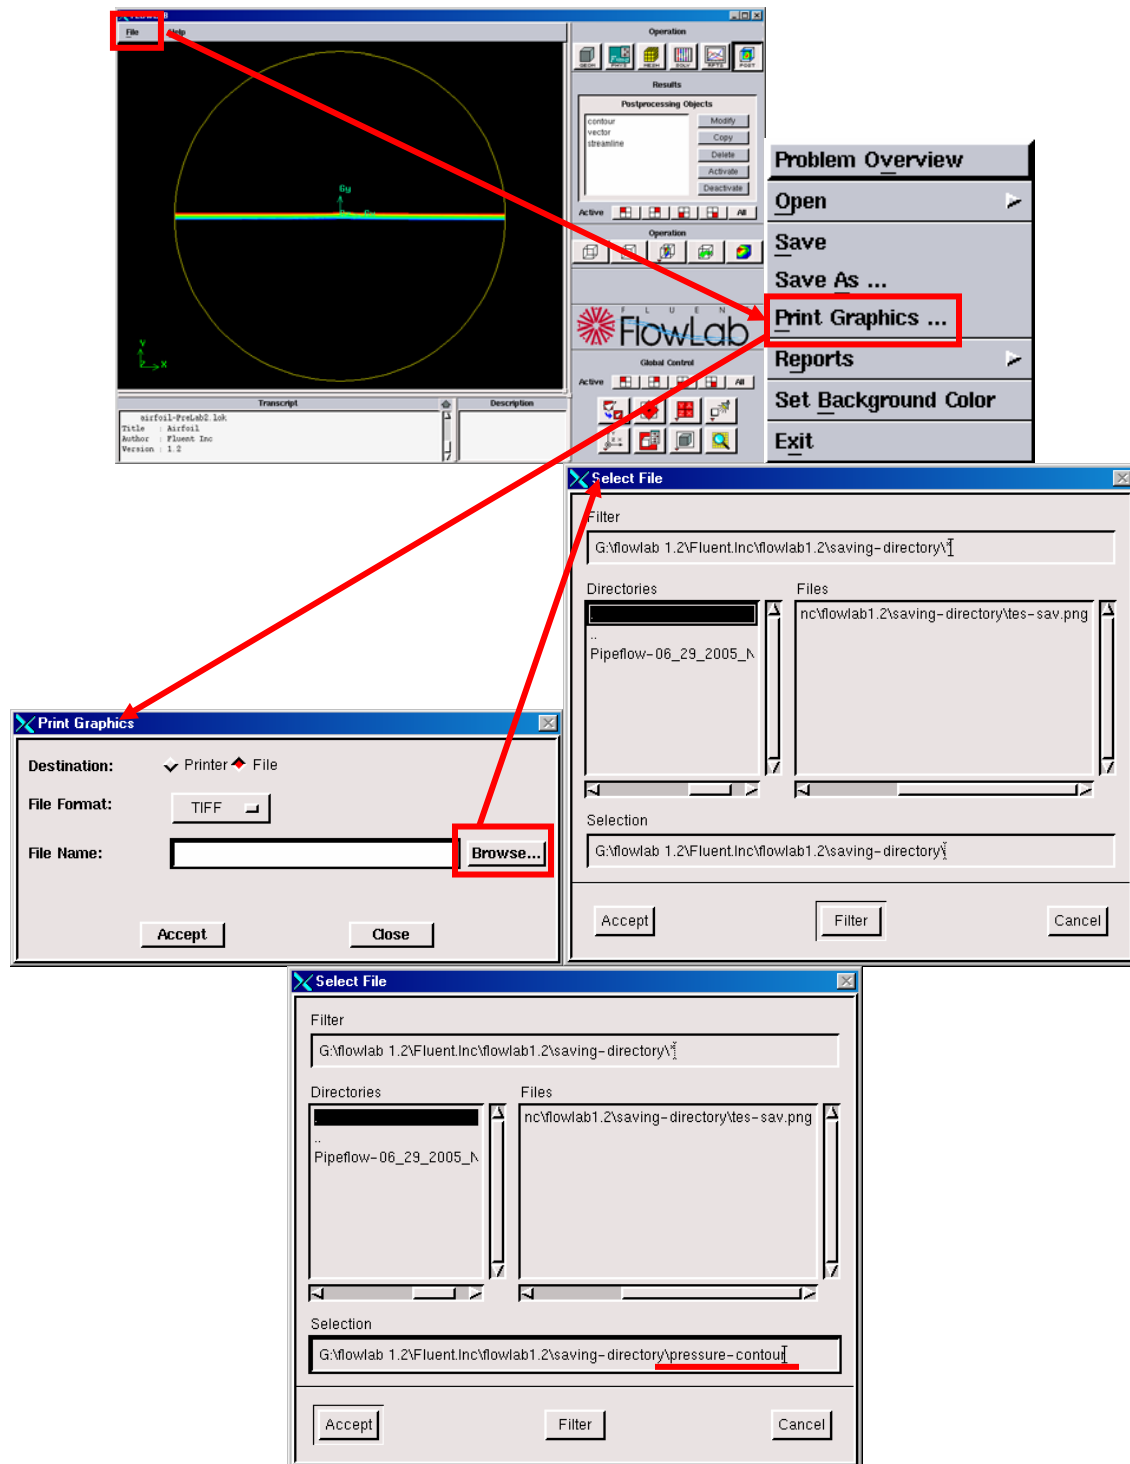 File
Help
Operation
GEOM
MESH
SOLV
RPTS
POST
Results
Postprocessing Objects
contour
vector
streamline
Modify
Copy
Delete
Activate
Deactivate
Active
All
Operation
Gy
Y
Z
X
FLUENT
FlowLab
Global Control
Active
All
Transcript
airfoil-PreLab2.lok
Title : Airfoil
Author : Fluent Inc
Version : 1.2
Description
Problem Overview
Open
Save
Save As ...
Print Graphics ...
Reports
Set Background Color
Exit
Select File
Filter
G:\flowlab 1.2\Fluent.Inc\flowlab1.2\saving-directory\*
Directories
Files
.
nc\flowlab1.2\saving-directory\tes-sav.png
..
Pipeflow-06_29_2005_N
Selection
G:\flowlab 1.2\Fluent.Inc\flowlab1.2\saving-directory\
Accept
Filter
Cancel
Print Graphics
Destination:
Printer
File
File Format:
TIFF
File Name:
Browse...
Accept
Close
Select File
Filter
G:\flowlab 1.2\Fluent.Inc\flowlab1.2\saving-directory\*
Directories
Files
.
nc\flowlab1.2\saving-directory\tes-sav.png
..
Pipeflow-06_29_2005_N
Selection
G:\flowlab 1.2\Fluent.Inc\flowlab1.2\saving-directory\pressure-contour
Accept
Filter
Cancel